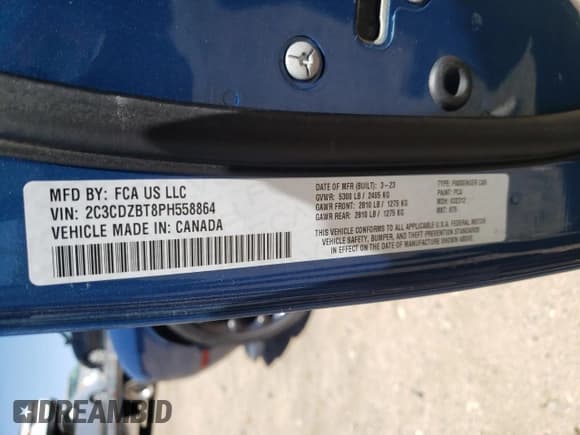 MFD BY: FCA US LLC
VIN: 2C3CDZBT8PH558864
VEHICLE MADE IN: CANADA
DATE OF MFR (BUILT): 3-23
GVWR: 5300 LB / 2405 KG
GAWR FRONT: 2810 LB / 1275 KG
GAWR REAR: 2810 LB / 1275 KG
THIS VEHICLE CONFORMS TO ALL APPLICABLE U.S.A. FEDERAL MOTOR
VEHICLE SAFETY, BUMPER, AND THEFT PREVENTION STANDARDS
IN EFFECT ON THE DATE OF MANUFACTURE SHOWN ABOVE
TYPE: PASSENGER CAR
PAINT: PCA
MDH: 032312
DREAMBID